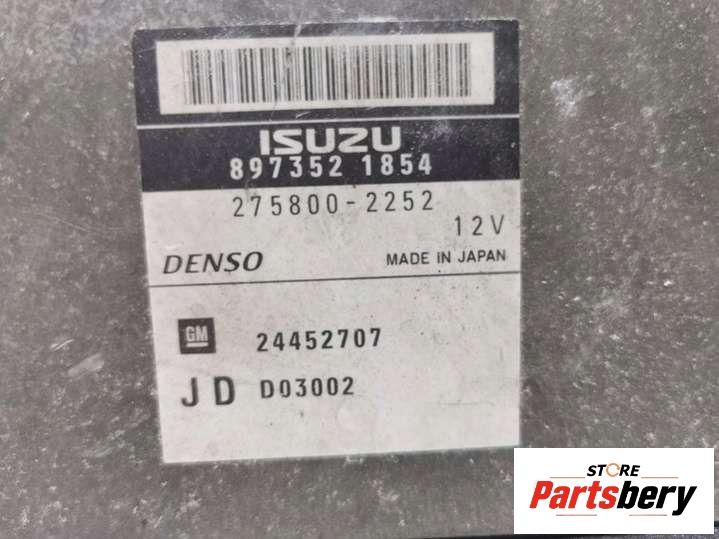 ISUZU
897352 1854
275800-2252
12V
DENSO MADE IN JAPAN
GM 24452707
JD D03002
STORE
Partsbery